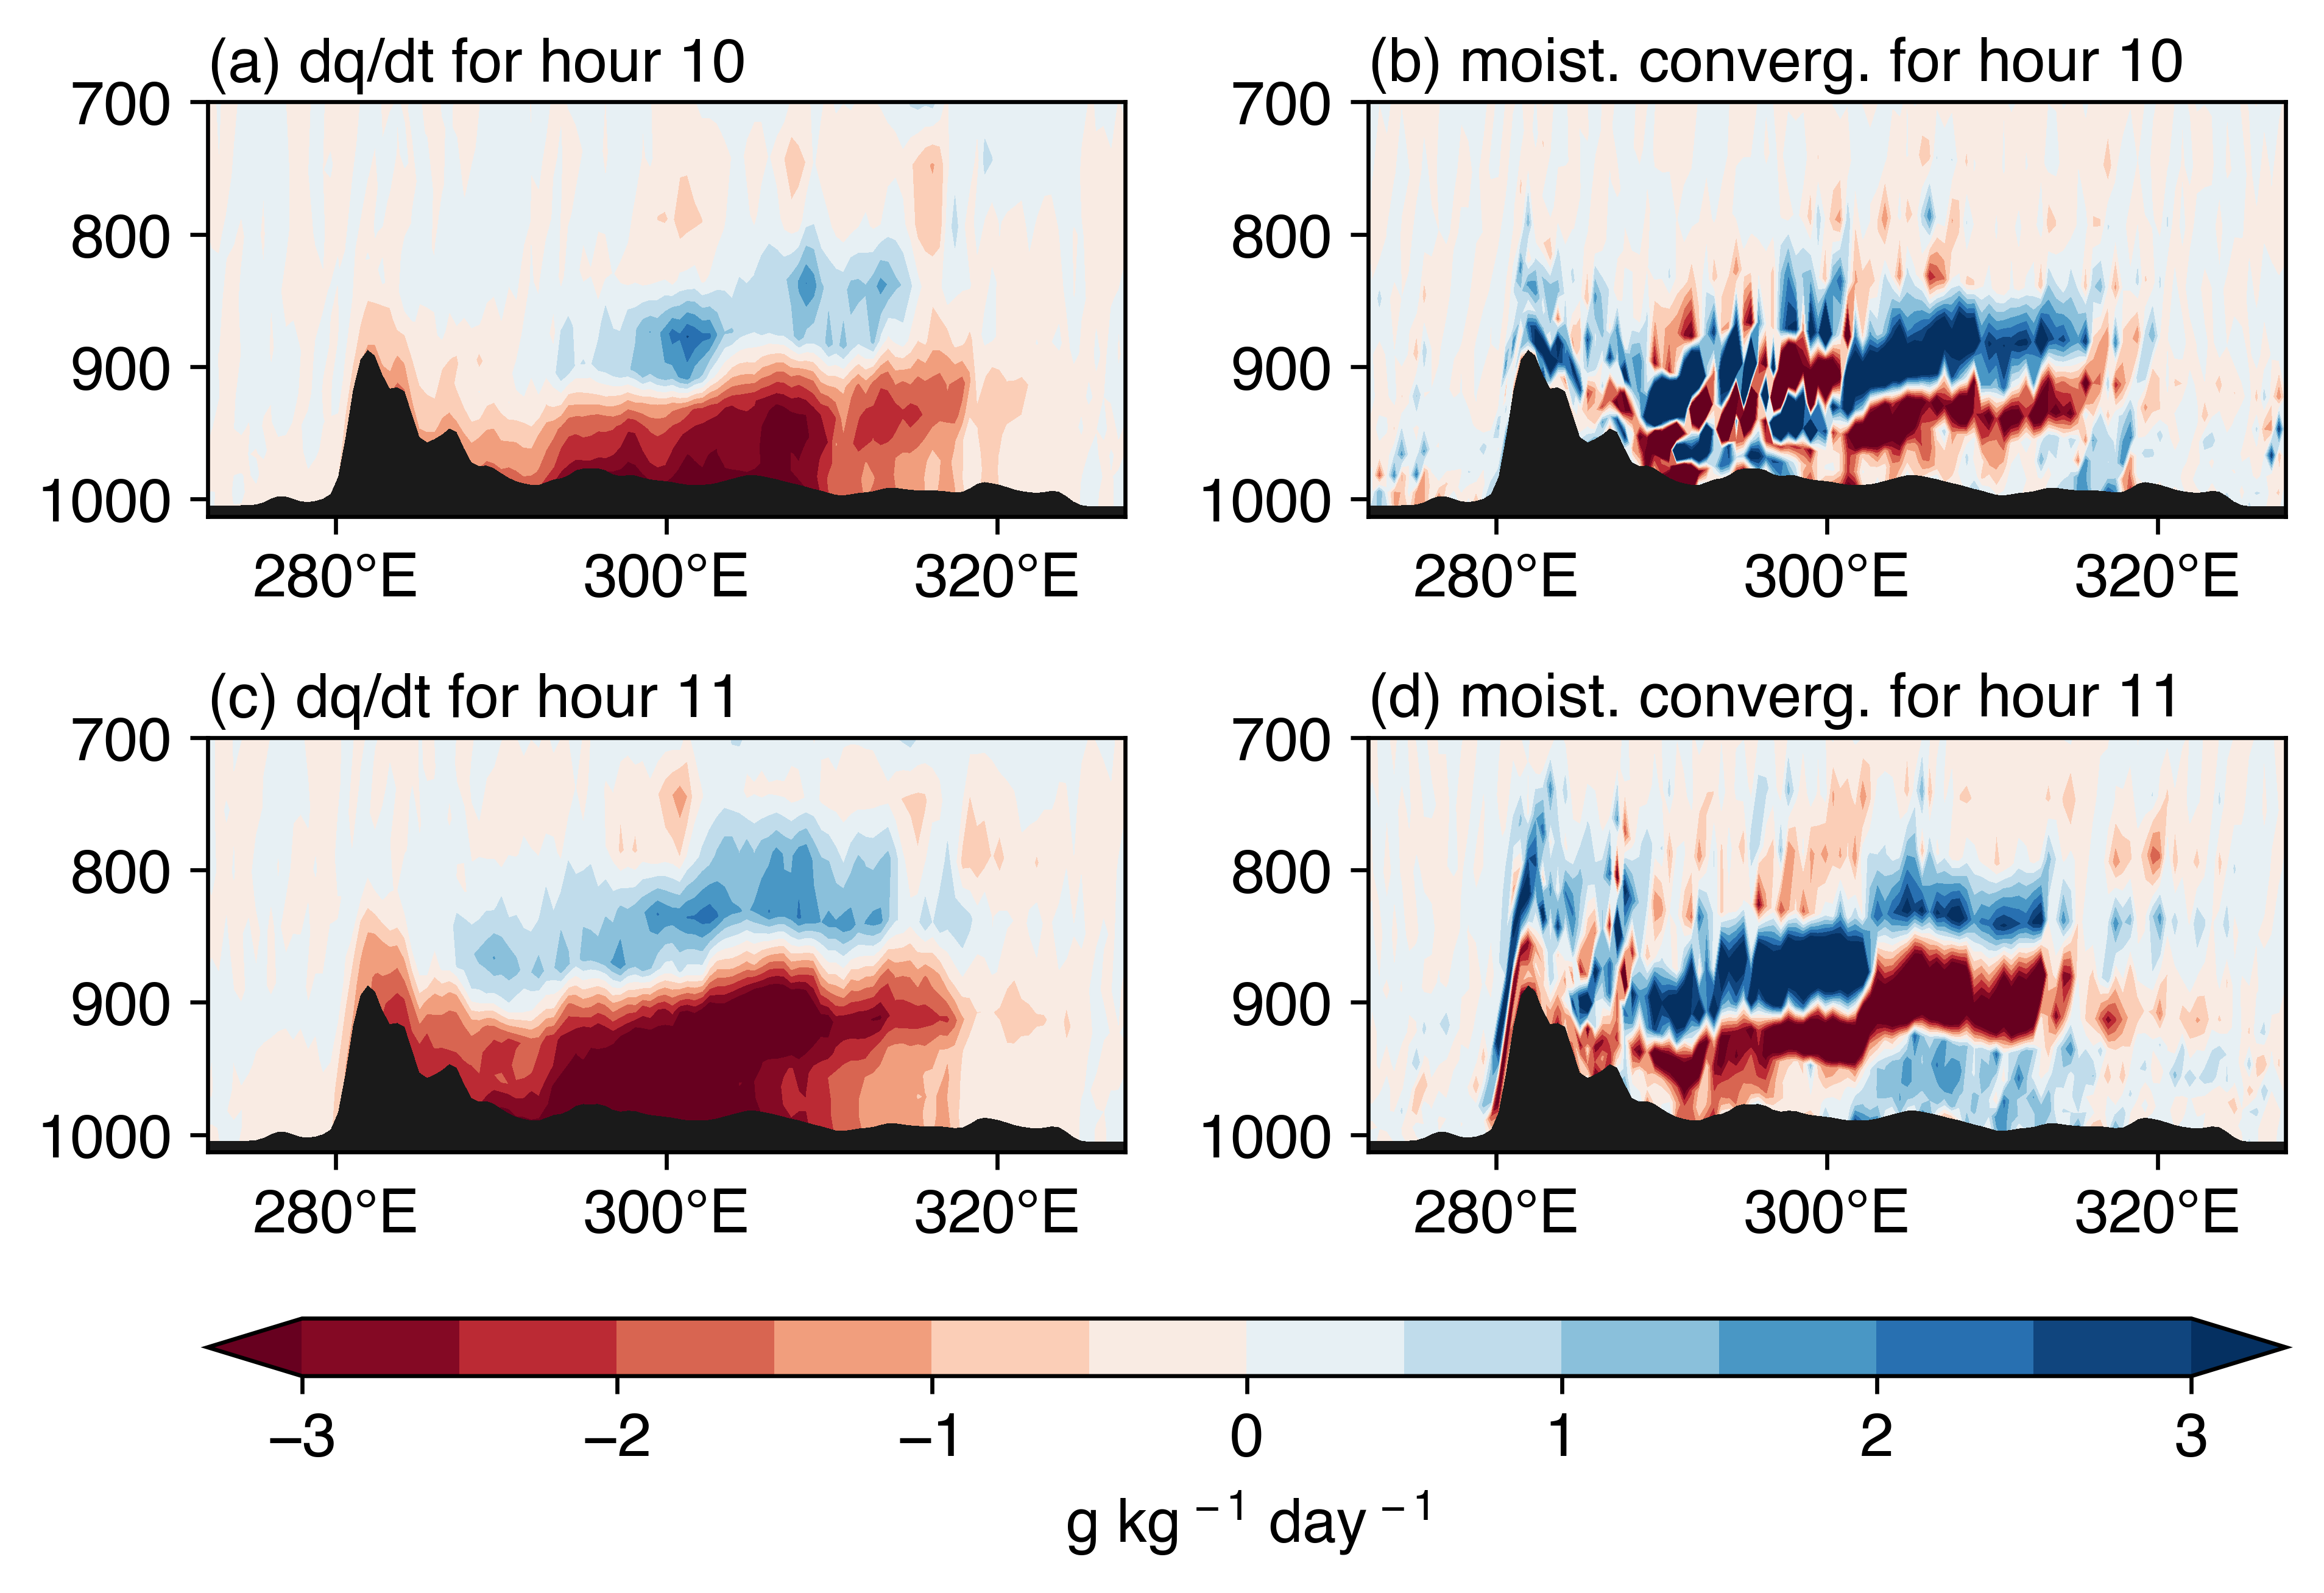 (a) dq/dt for hour 10
(b) moist. converg. for hour 10
700
800
900
1000
280°E
300°E
320°E
700
800
900
1000
280°E
300°E
320°E
(c) dq/dt for hour 11
(d) moist. converg. for hour 11
700
800
900
1000
280°E
300°E
320°E
700
800
900
1000
280°E
300°E
320°E
−3 −2 −1 0 1 2 3
g kg⁻¹ day⁻¹